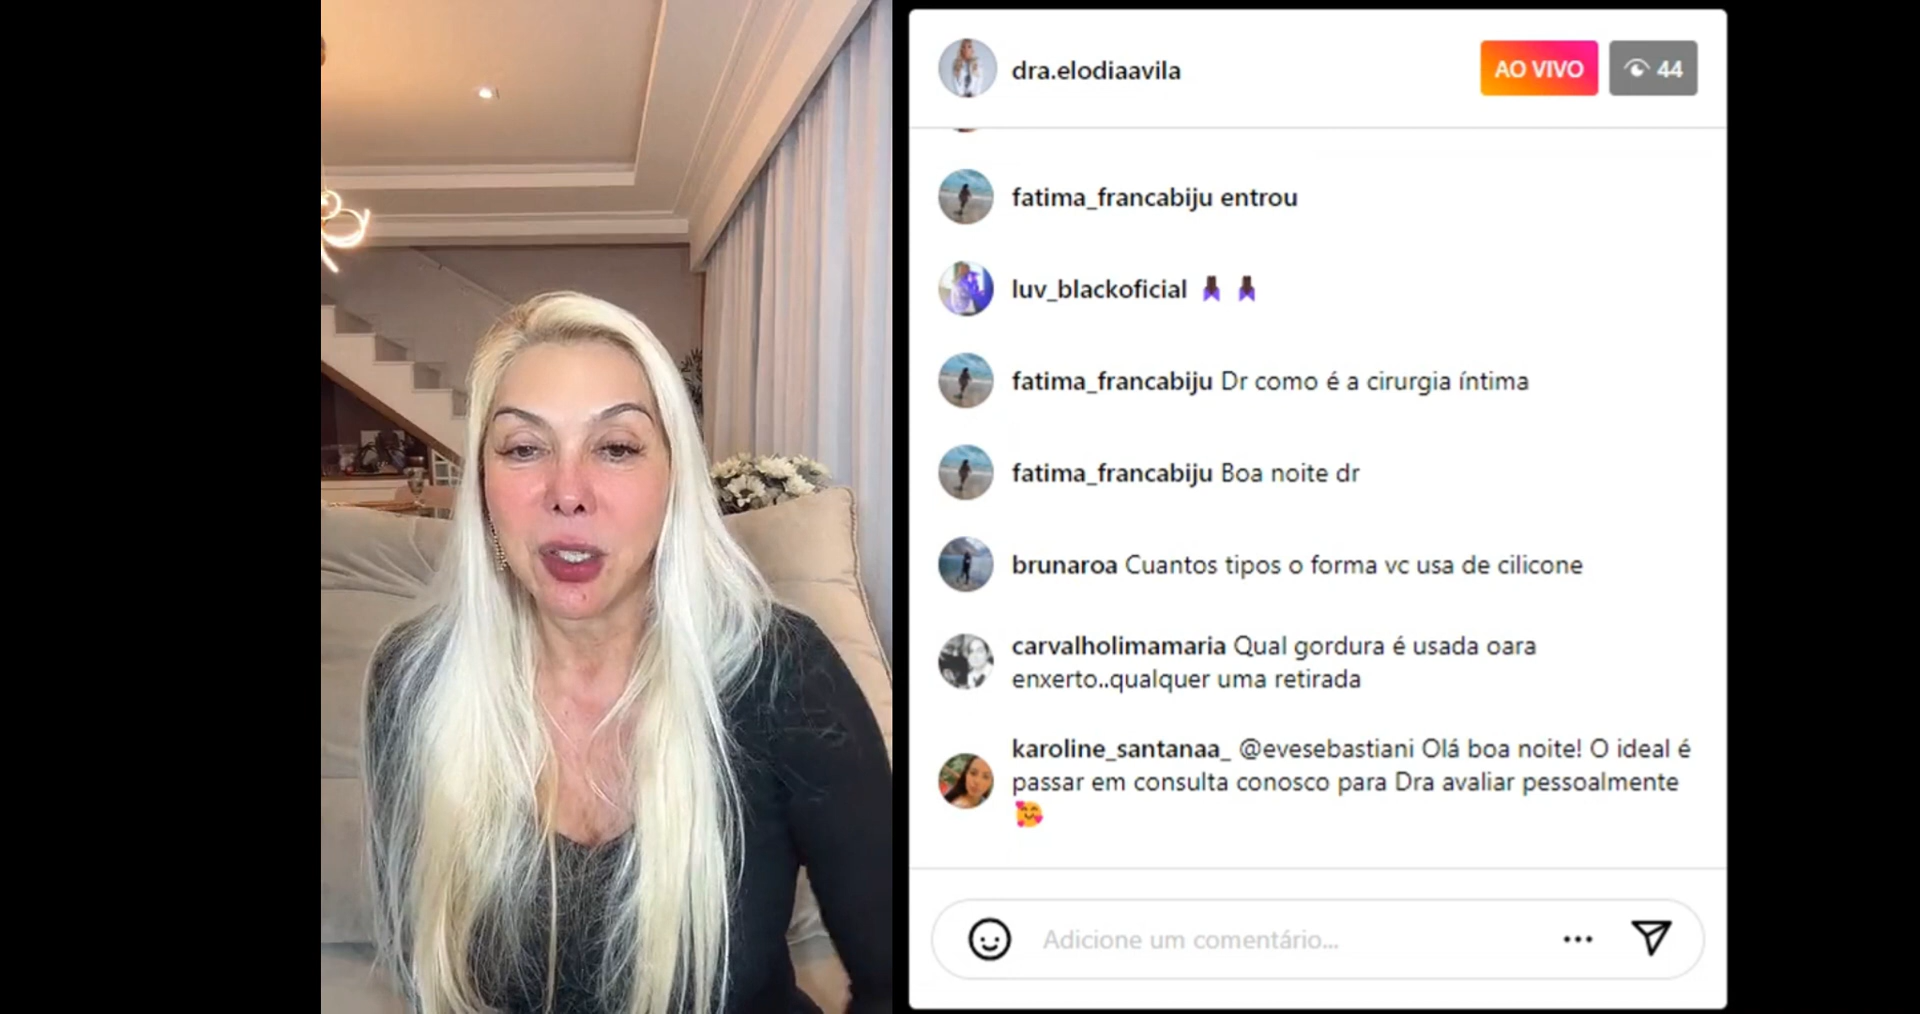 dra.elodiaavila
AO VIVO
44
fatima_francabiju entrou
luv_blackoficial
fatima_francabiju Dr como é a cirurgia íntima
fatima_francabiju Boa noite dr
brunaroa Cuantos tipos o forma vc usa de cilicone
carvalholimamaria Qual gordura é usada oara
enxerto..qualquer uma retirada
karoline_santanaa_ @evesebastiani Olá boa noite! O ideal é
passar em consulta conosco para Dra avaliar pessoalmente
🥰
Adicione um comentário...